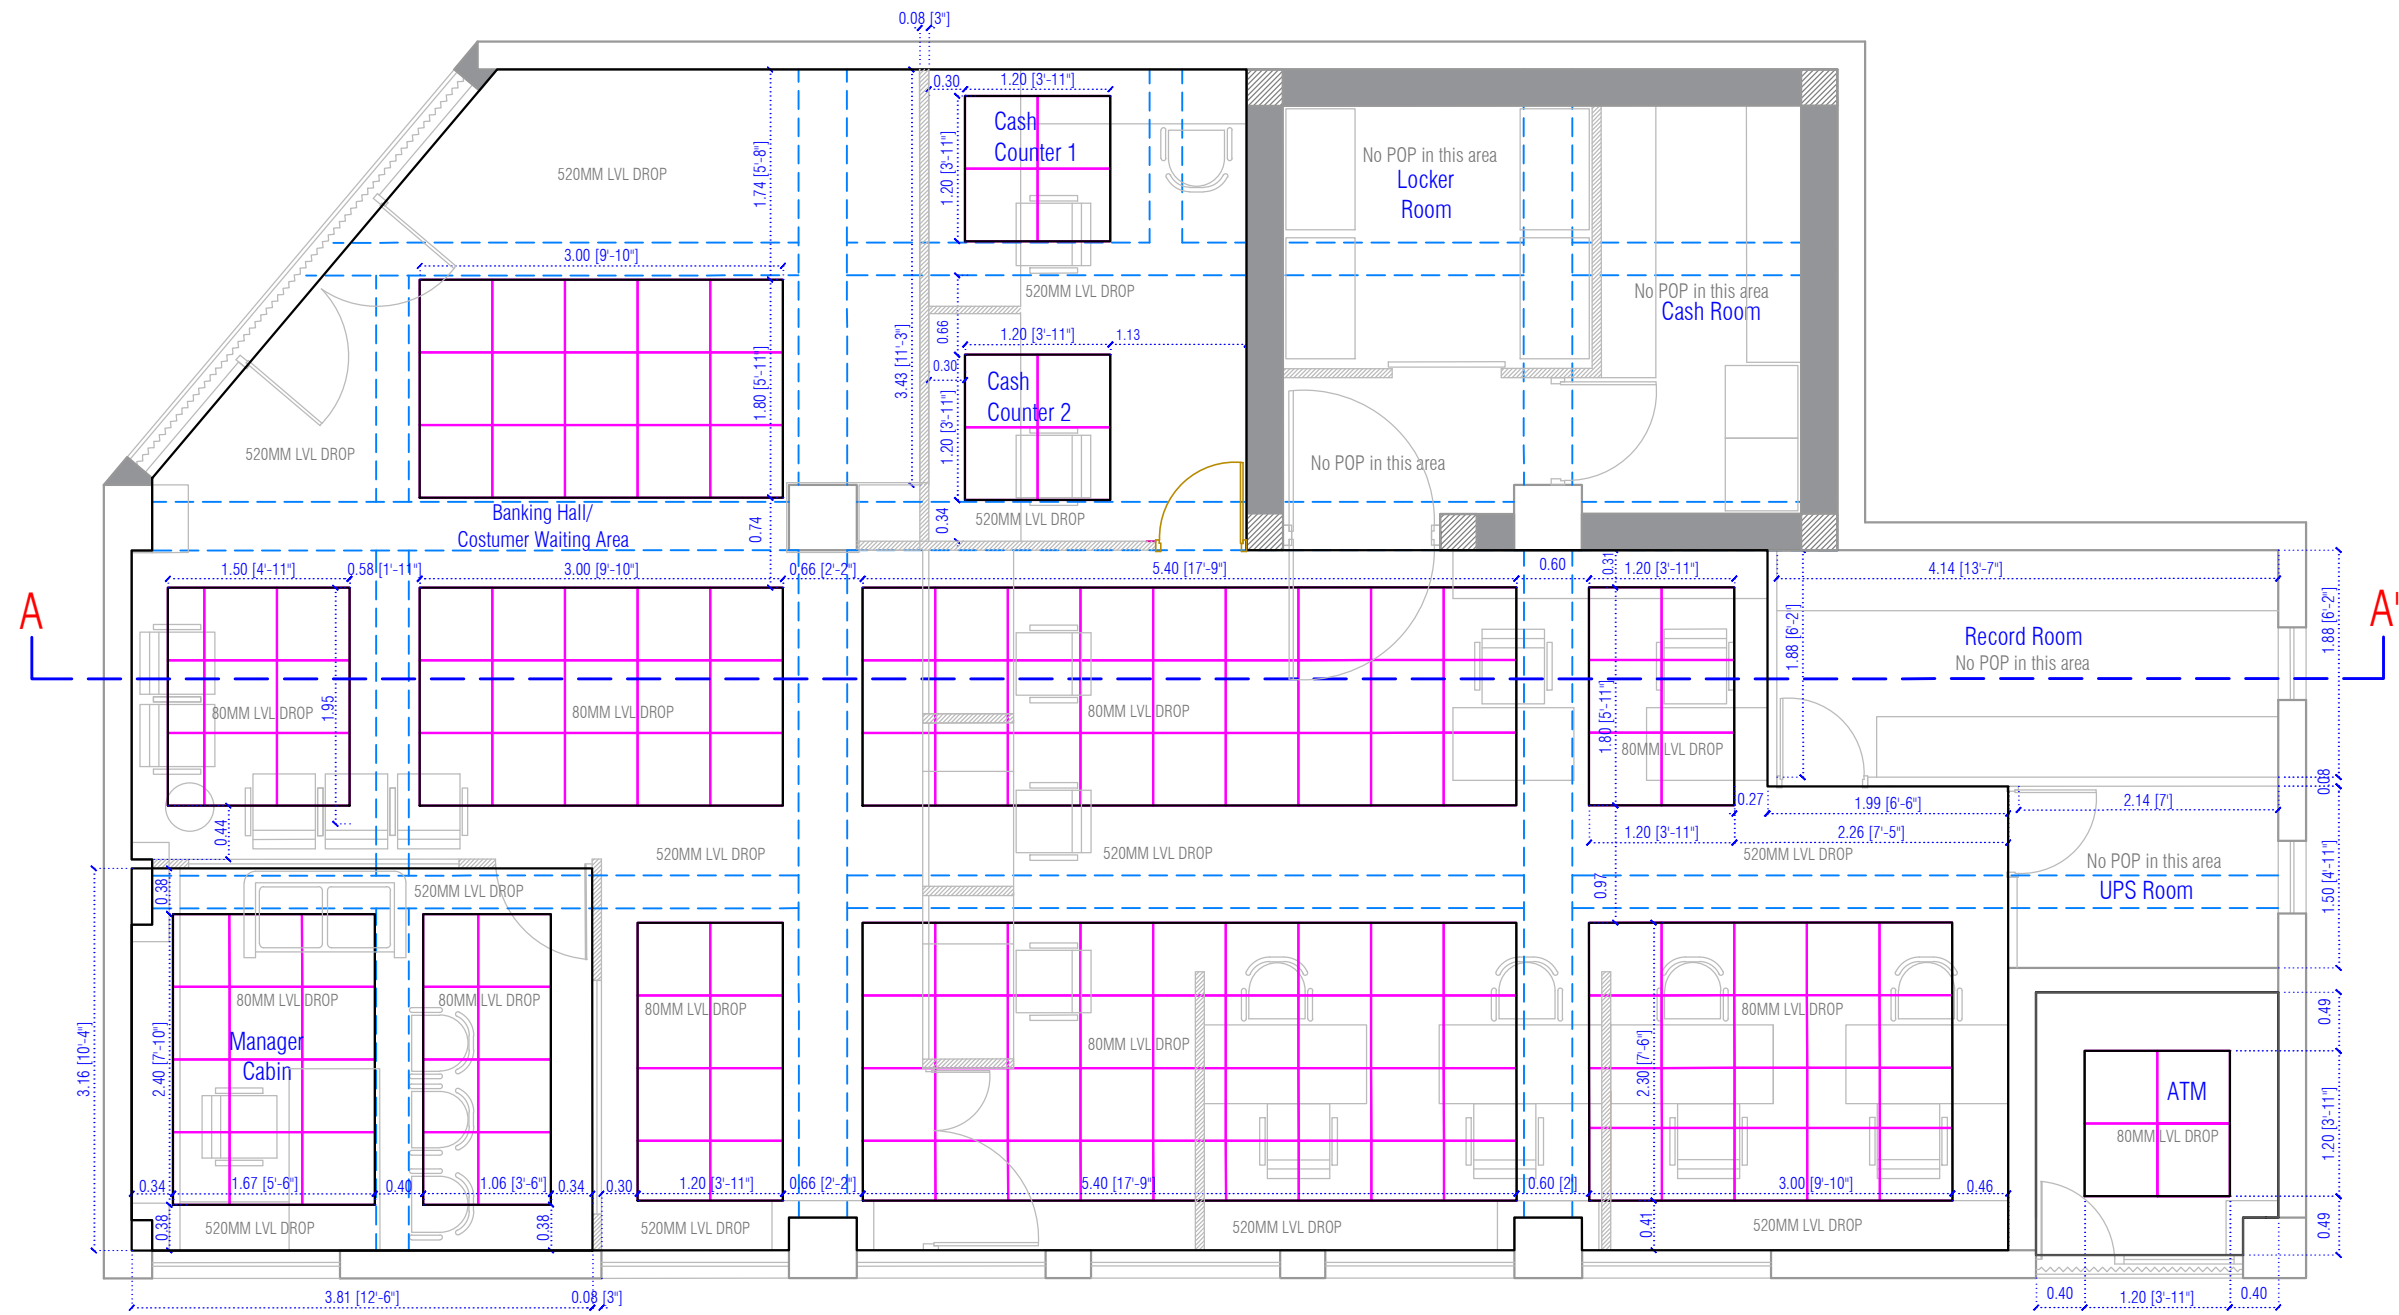 0.08 [3"]
0.30
1.20 [3'-11"]
Cash
Counter 1
1.20 [3'-11"]
1.74 [5'-8"]
520MM LVL DROP
No POP in this area
Locker
Room
3.00 [9'-10"]
520MM LVL DROP
No POP in this area
Cash Room
0.66
1.20 [3'-11"]
1.13
3.43 [11'-3"]
0.30
Cash
Counter 2
1.80 [5'-11"]
1.20 [3'-11"]
520MM LVL DROP
No POP in this area
Banking Hall/
Costumer Waiting Area
0.74
0.34
520MM LVL DROP
1.50 [4'-11"]
0.58 [1'-11"]
3.00 [9'-10"]
0.66 [2'-2"]
5.40 [17'-9"]
0.60
0.31
1.20 [3'-11"]
4.14 [13'-7"]
A
A'
1.88 [6'-2"]
1.88 [6'-2"]
Record Room
No POP in this area
1.95
80MM LVL DROP
80MM LVL DROP
80MM LVL DROP
1.80 [5'-11"]
80MM LVL DROP
0.08
0.44
0.27
1.99 [6'-6"]
2.14 [7']
1.20 [3'-11"]
2.26 [7'-5"]
520MM LVL DROP
520MM LVL DROP
520MM LVL DROP
No POP in this area
UPS Room
1.50 [4'-11"]
0.38
520MM LVL DROP
0.97
80MM LVL DROP
80MM LVL DROP
80MM LVL DROP
80MM LVL DROP
80MM LVL DROP
0.49
Manager
Cabin
3.16 [10'-4"]
2.40 [7'-10"]
2.30 [7'-6"]
ATM
80MM LVL DROP
1.20 [3'-11"]
0.34
1.67 [5'-6"]
0.40
1.06 [3'-6"]
0.34
0.30
1.20 [3'-11"]
0.66 [2'-2"]
5.40 [17'-9"]
0.60 [2']
3.00 [9'-10"]
0.46
0.38
520MM LVL DROP
0.38
520MM LVL DROP
520MM LVL DROP
0.41
520MM LVL DROP
0.49
3.81 [12'-6"]
0.08 [3"]
0.40
1.20 [3'-11"]
0.40